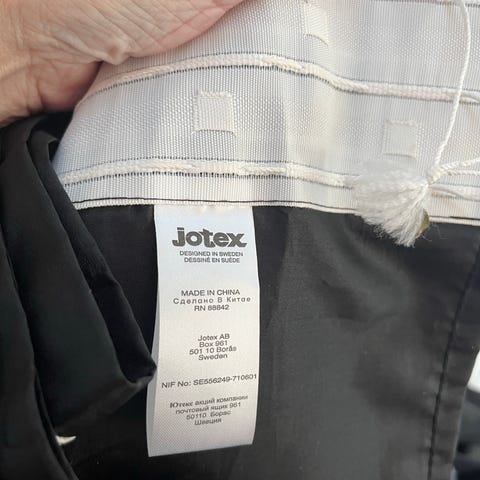 Jotex
DESIGNED IN SWEDEN
DESSINÉ EN SUÈDE
MADE IN CHINA
Сделано В Китае
RN 88842
Jotex AB
Box 961
501 10 Borås
Sweden
NIF No: SE556249-710601
Ютекс акций компании
почтовый ящик 961
50110 Борас
Швеция